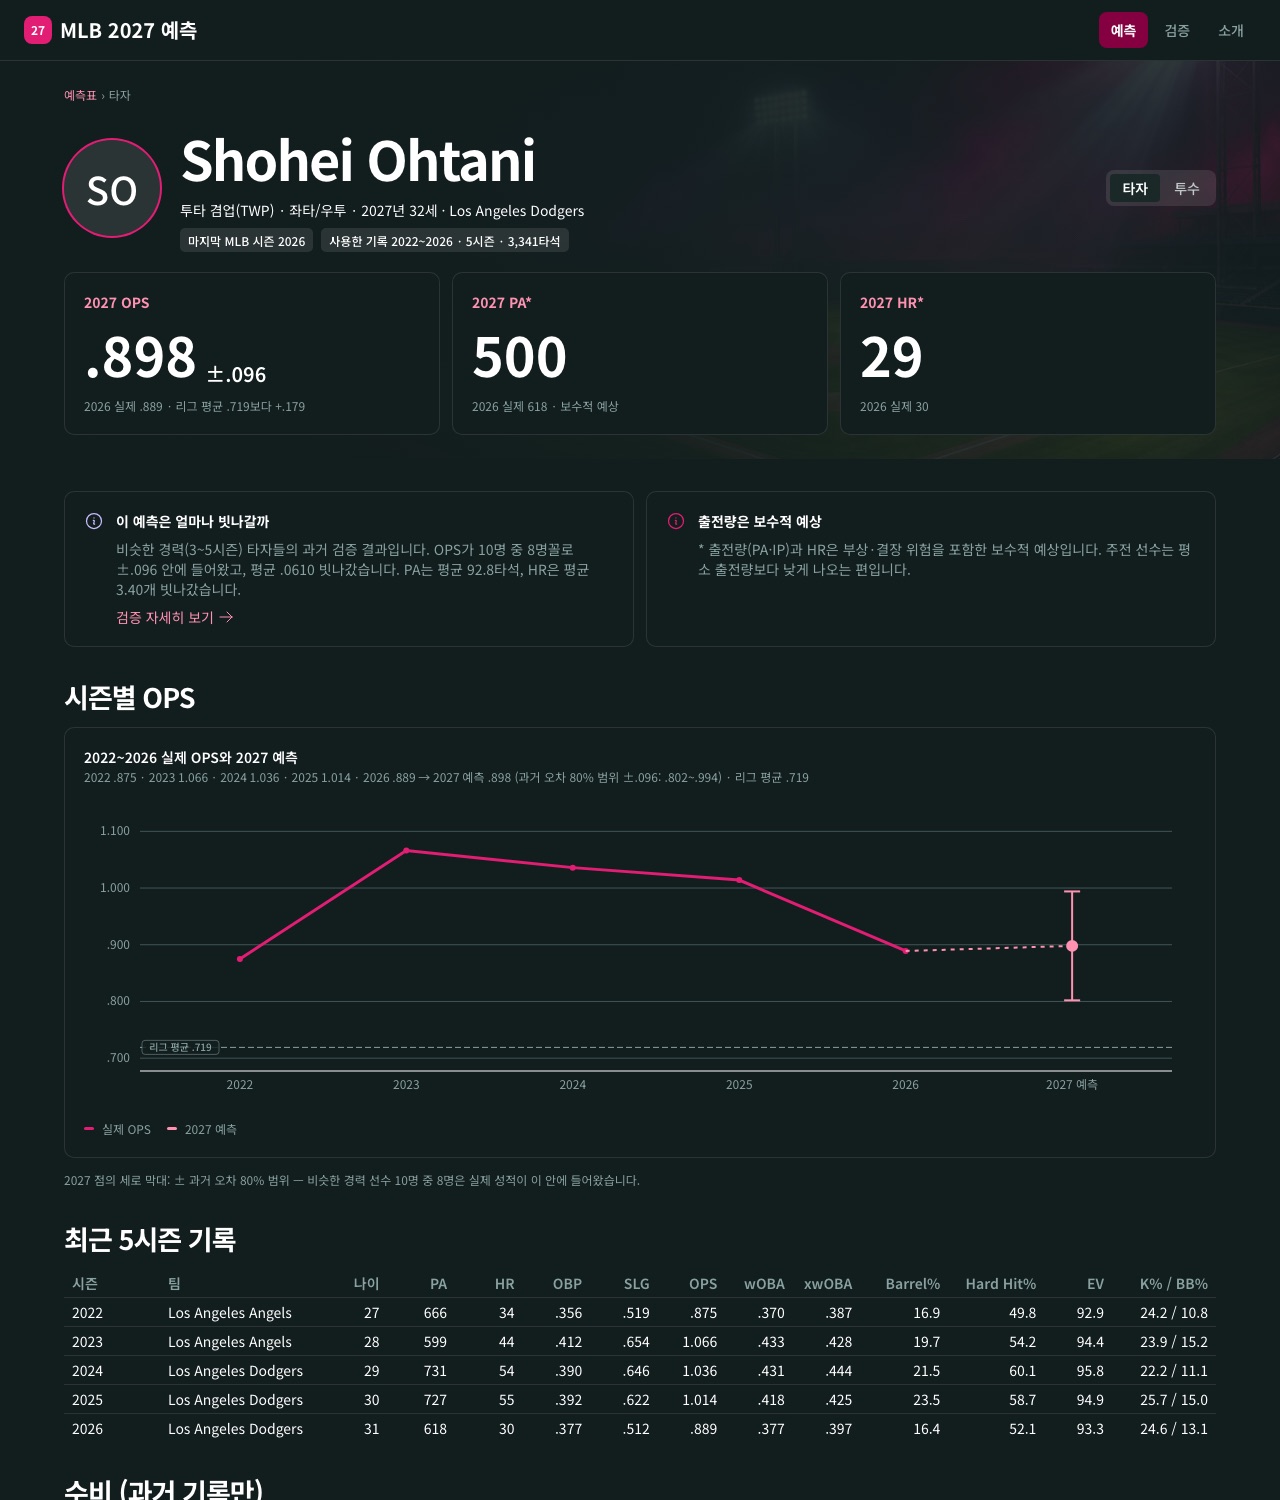 27 MLB 2027 예측
예측 검증 소개
예측표 › 타자
SO
Shohei Ohtani
투타 겸업(TWP) · 좌타/우투 · 2027년 32세 · Los Angeles Dodgers
마지막 MLB 시즌 2026 사용한 기록 2022~2026 · 5시즌 · 3,341타석
타자 투수
2027 OPS
.898 ±.096
2026 실제 .889 · 리그 평균 .719보다 +.179
2027 PA*
500
2026 실제 618 · 보수적 예상
2027 HR*
29
2026 실제 30
이 예측은 얼마나 빗나갈까
비슷한 경력(3~5시즌) 타자들의 과거 검증 결과입니다. OPS가 10명 중 8명꼴로
±.096 안에 들어왔고, 평균 .0610 빗나갔습니다. PA는 평균 92.8타석, HR은 평균
3.40개 빗나갔습니다.
검증 자세히 보기 →
출전량은 보수적 예상
* 출전량(PA·IP)과 HR은 부상·결장 위험을 포함한 보수적 예상입니다. 주전 선수는 평
소 출전량보다 낮게 나오는 편입니다.
시즌별 OPS
2022~2026 실제 OPS와 2027 예측
2022 .875 · 2023 1.066 · 2024 1.036 · 2025 1.014 · 2026 .889 → 2027 예측 .898 (과거 오차 80% 범위 ±.096: .802~.994) · 리그 평균 .719
1.100
1.000
.900
.800
리그 평균 .719
.700
2022 2023 2024 2025 2026 2027 예측
실제 OPS 2027 예측
2027 점의 세로 막대: ± 과거 오차 80% 범위 — 비슷한 경력 선수 10명 중 8명은 실제 성적이 이 안에 들어왔습니다.
최근 5시즌 기록
시즌 팀 나이 PA HR OBP SLG OPS wOBA xwOBA Barrel% Hard Hit% EV K% / BB%
2022 Los Angeles Angels 27 666 34 .356 .519 .875 .370 .387 16.9 49.8 92.9 24.2 / 10.8
2023 Los Angeles Angels 28 599 44 .412 .654 1.066 .433 .428 19.7 54.2 94.4 23.9 / 15.2
2024 Los Angeles Dodgers 29 731 54 .390 .646 1.036 .431 .444 21.5 60.1 95.8 22.2 / 11.1
2025 Los Angeles Dodgers 30 727 55 .392 .622 1.014 .418 .425 23.5 58.7 94.9 25.7 / 15.0
2026 Los Angeles Dodgers 31 618 30 .377 .512 .889 .377 .397 16.4 52.1 93.3 24.6 / 13.1
수비 (과거 기록만)